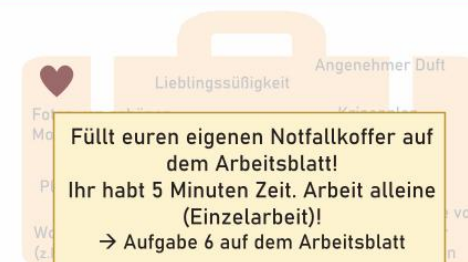 Angenehmer Duft
Lieblingssüßigkeit
Füllt euren eigenen Notfallkoffer auf
dem Arbeitsblatt!
Ihr habt 5 Minuten Zeit. Arbeit alleine
(Einzelarbeit)!
→ Aufgabe 6 auf dem Arbeitsblatt